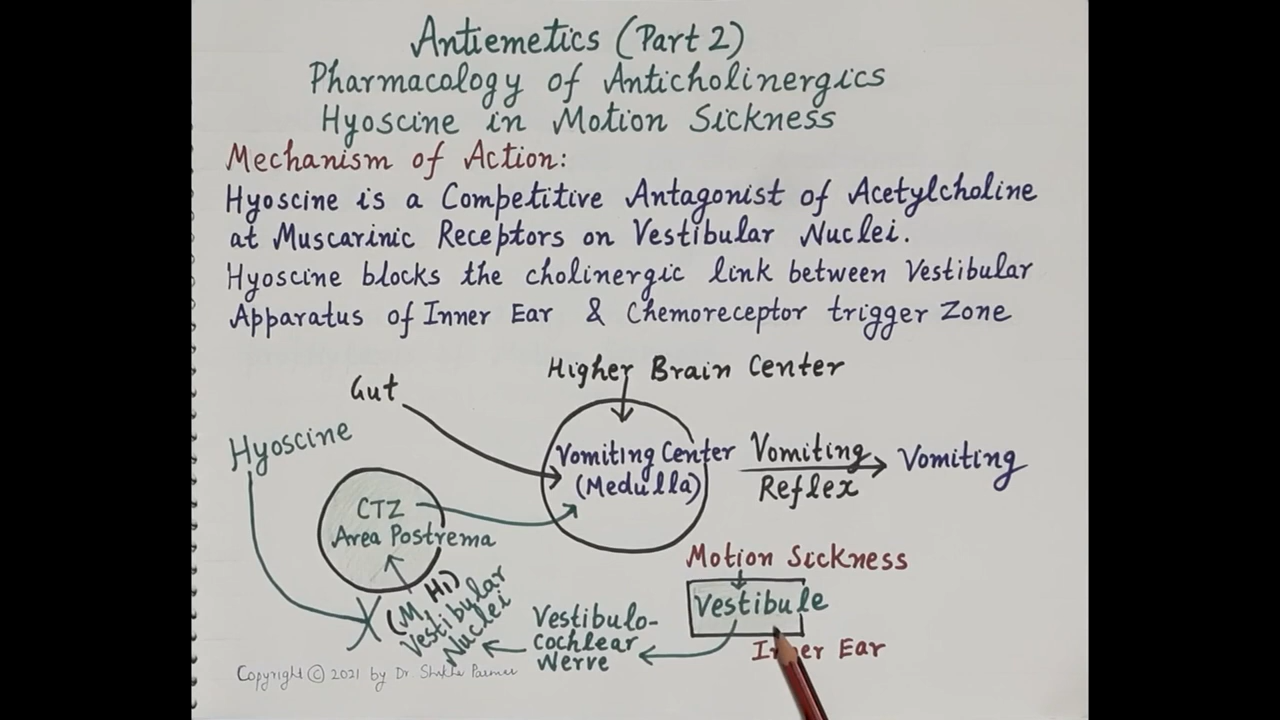 Antiemetics (Part 2)
Pharmacology of Anticholinergics
Hyoscine in Motion Sickness
Mechanism of Action:
Hyoscine is a Competitive Antagonist of Acetylcholine
at Muscarinic Receptors on Vestibular Nuclei.
Hyoscine blocks the cholinergic link between Vestibular
Apparatus of Inner Ear & Chemoreceptor trigger Zone
Higher Brain Center
Gut
Hyoscine
Vomiting Center
(Medulla)
Vomiting
Reflex
Vomiting
CTZ
Area Postrema
Motion Sickness
Vestibule
Inner Ear
Vestibulo-
Cochlear
Nerve
(M, H1)
Vestibular
Nuclei
Copyright © 2021 by Dr.